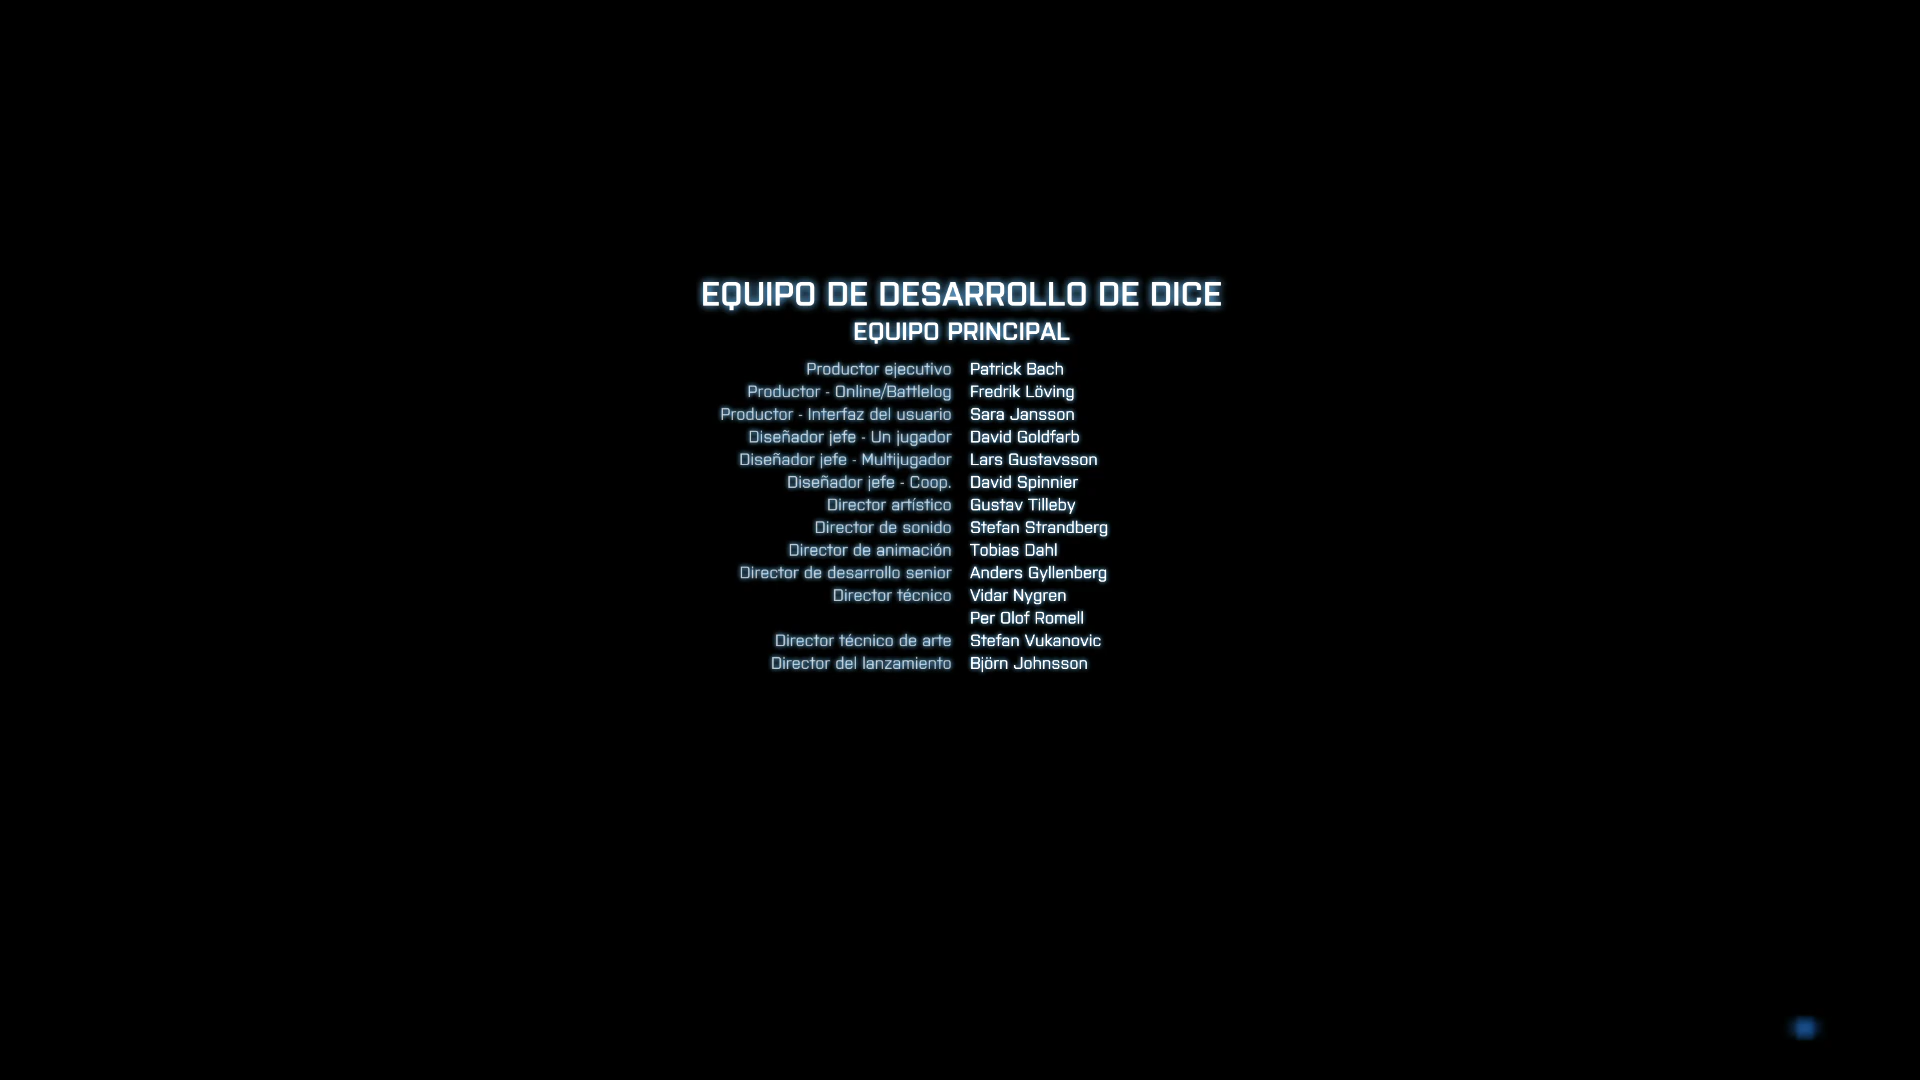 EQUIPO DE DESARROLLO DE DICE
EQUIPO PRINCIPAL
Productor ejecutivo Patrick Bach
Productor - Online/Battlelog Fredrik Löving
Productor - Interfaz del usuario Sara Jansson
Diseñador jefe - Un jugador David Goldfarb
Diseñador jefe - Multijugador Lars Gustavsson
Diseñador jefe - Coop. David Spinnier
Director artístico Gustav Tilleby
Director de sonido Stefan Strandberg
Director de animación Tobias Dahl
Director de desarrollo senior Anders Gyllenberg
Director técnico Vidar Nygren
Per Olof Romell
Director técnico de arte Stefan Vukanovic
Director del lanzamiento Björn Johnsson